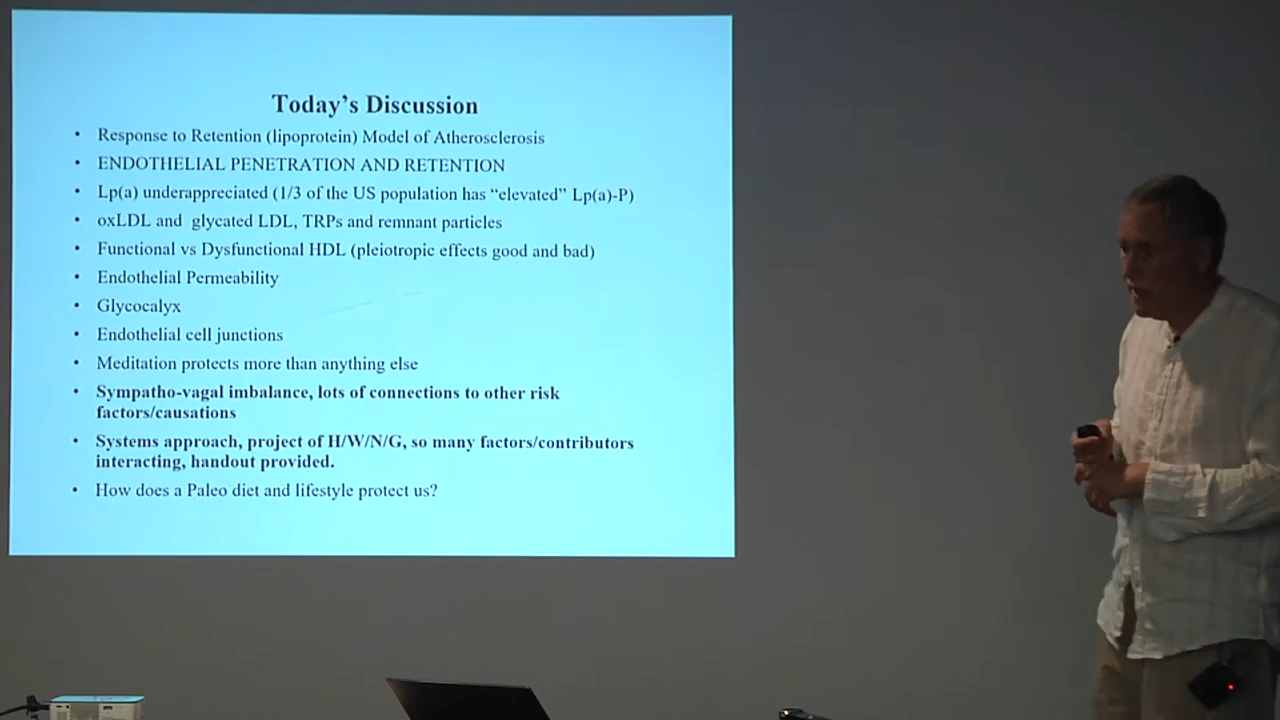 Today's Discussion
• Response to Retention (lipoprotein) Model of Atherosclerosis
• ENDOTHELIAL PENETRATION AND RETENTION
• Lp(a) underappreciated (1/3 of the US population has “elevated” Lp(a)-P)
• oxLDL and glycated LDL, TRPs and remnant particles
• Functional vs Dysfunctional HDL (pleiotropic effects good and bad)
• Endothelial Permeability
• Glycocalyx
• Endothelial cell junctions
• Meditation protects more than anything else
• Sympatho-vagal imbalance, lots of connections to other risk
factors/causations
• Systems approach, project of H/W/N/G, so many factors/contributors
interacting, handout provided.
• How does a Paleo diet and lifestyle protect us?